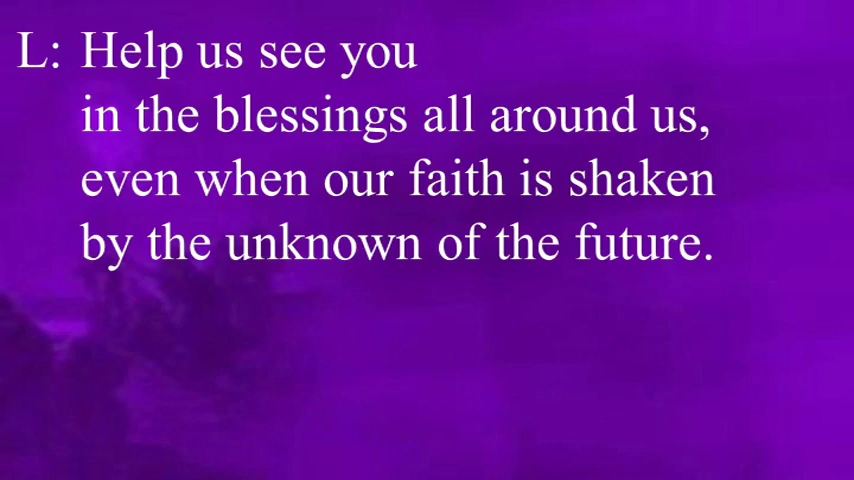 L: Help us see you
in the blessings all around us,
even when our faith is shaken
by the unknown of the future.